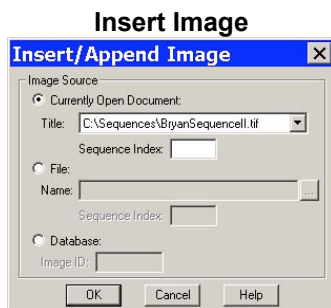 Insert Image
Insert/Append Image
Image Source
Currently Open Document:
Title: C:\Sequences\BryanSequenceII.tif
Sequence Index:
File:
Name: ...
Sequence Index:
Database:
Image ID:
OK Cancel Help